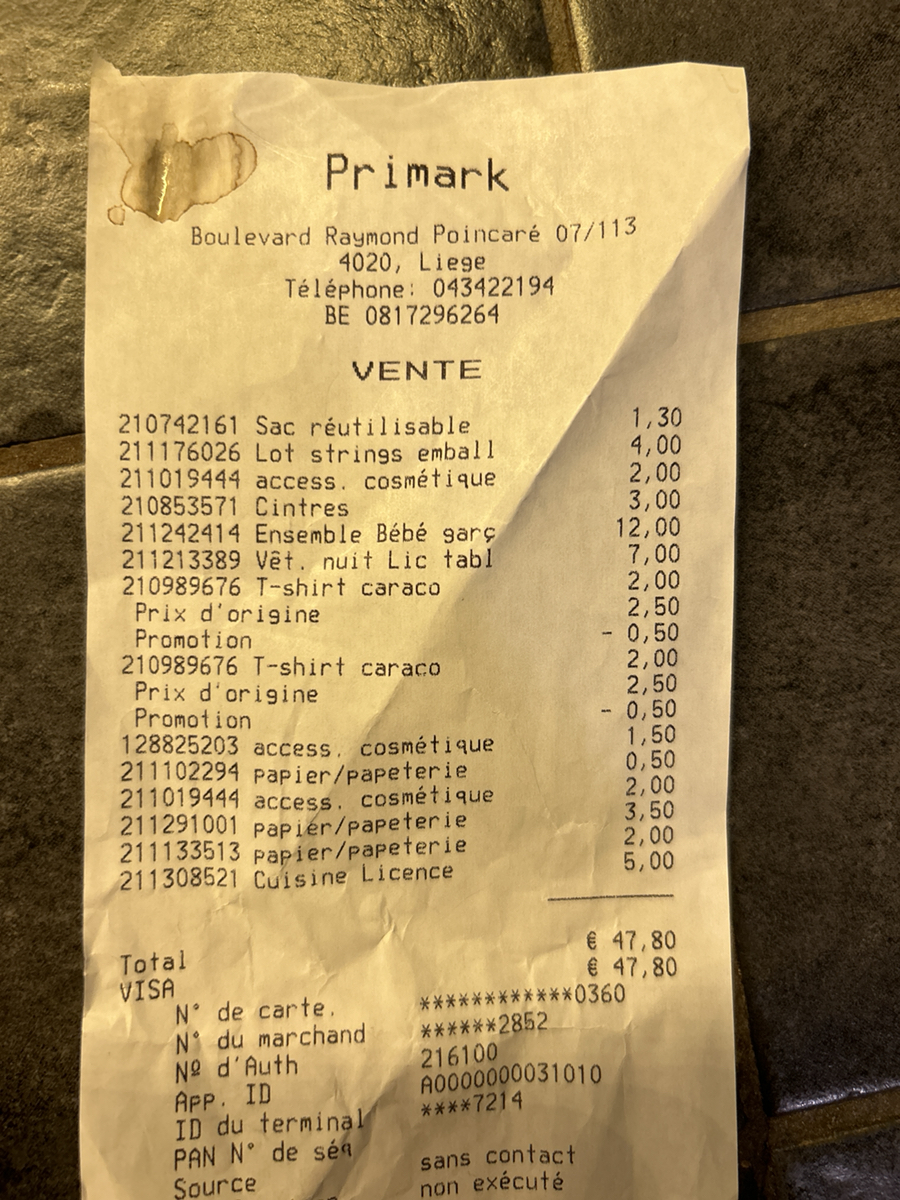 Primark
Boulevard Raymond Poincaré 07/113
4020, Liege
Téléphone: 043422194
BE 0817296264
VENTE
210742161 Sac réutilisable 1,30
211176026 Lot strings emball 4,00
211019444 access. cosmétique 2,00
210853571 Cintres 3,00
211242414 Ensemble Bébé garç 12,00
211213389 Vêt. nuit Lic tabl 7,00
210989676 T-shirt caraco 2,00
Prix d'origine 2,50
Promotion - 0,50
210989676 T-shirt caraco 2,00
Prix d'origine 2,50
Promotion - 0,50
128825203 access. cosmétique 1,50
211102294 papier/papeterie 0,50
211019444 access. cosmétique 2,00
211291001 papier/papeterie 3,50
211133513 papier/papeterie 2,00
211308521 Cuisine Licence 5,00
Total € 47,80
VISA € 47,80
N° de carte. ************0360
N° du marchand ******2852
Nº d'Auth 216100
App. ID A0000000031010
ID du terminal ****7214
PAN N° de séq
Source sans contact
non exécuté